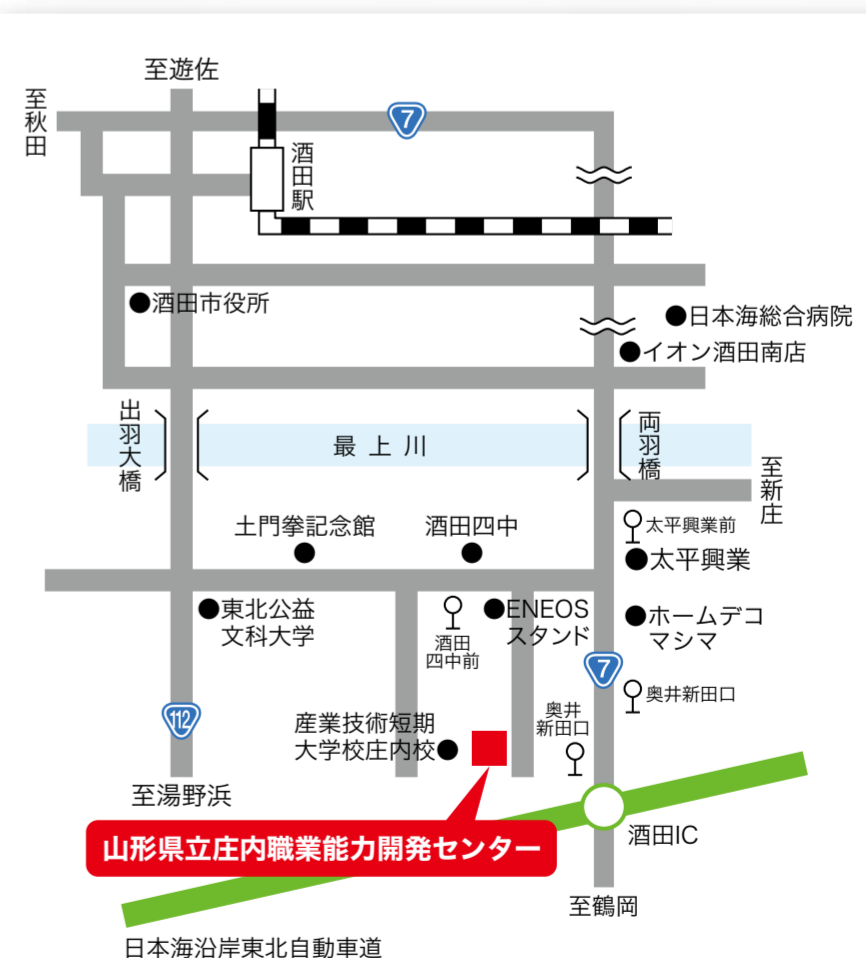 至遊佐
至秋田
7
酒田駅
酒田市役所
日本海総合病院
イオン酒田南店
出羽大橋
最上川
両羽橋
至新庄
土門拳記念館
酒田四中
太平興業前
太平興業
東北公益
文科大学
酒田
四中前
ENEOS
スタンド
ホームデコ
マシマ
7
奥井新田口
112
産業技術短期
大学校庄内校
奥井
新田口
至湯野浜
酒田IC
山形県立庄内職業能力開発センター
至鶴岡
日本海沿岸東北自動車道